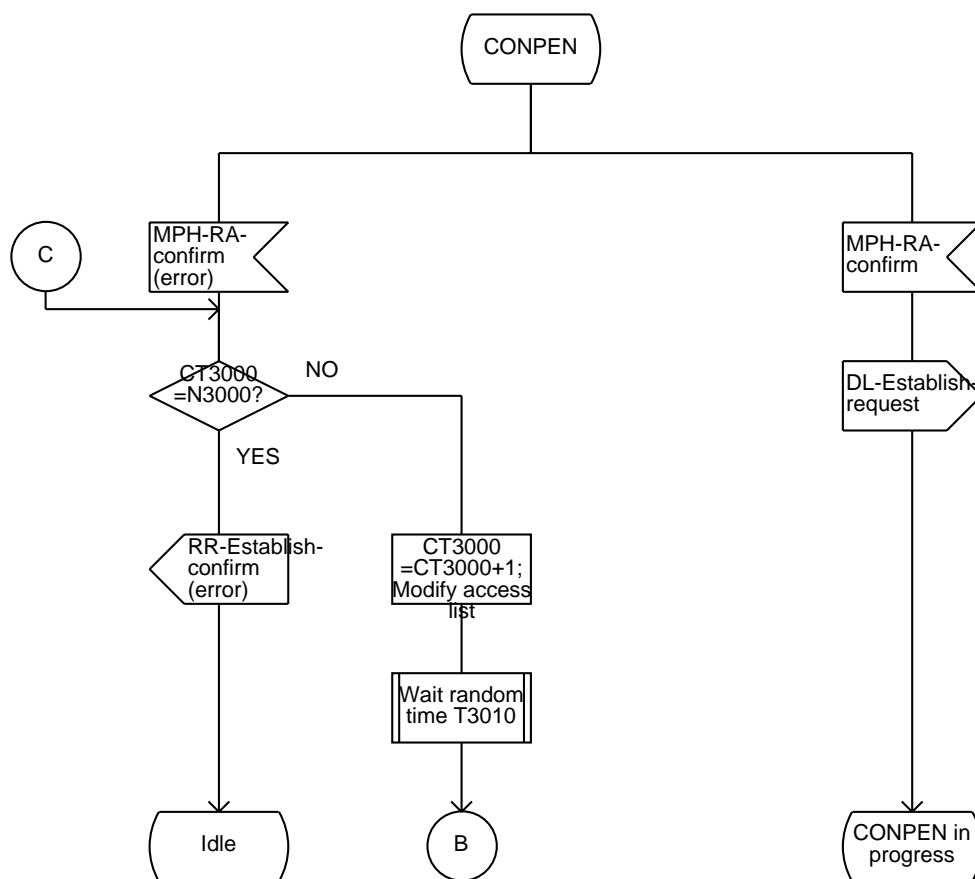 CONPEN
C
MPH-RA-
confirm
(error)
MPH-RA-
confirm
CT3000
=N3000?
NO
YES
DL-Establish-
request
RR-Establish-
confirm
(error)
CT3000
=CT3000+1;
Modify access
list
Wait random
time T3010
Idle
B
CONPEN in
progress